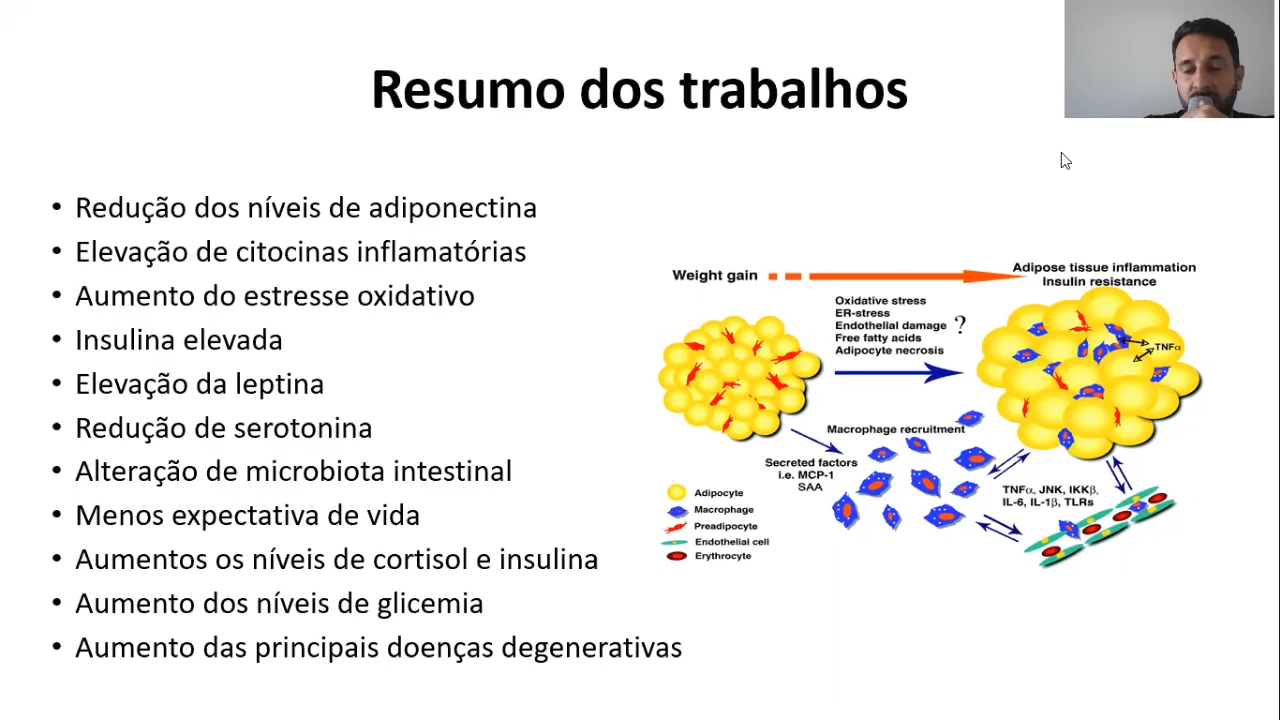 Resumo dos trabalhos
• Redução dos níveis de adiponectina
• Elevação de citocinas inflamatórias
• Aumento do estresse oxidativo
• Insulina elevada
• Elevação da leptina
• Redução de serotonina
• Alteração de microbiota intestinal
• Menos expectativa de vida
• Aumentos os níveis de cortisol e insulina
• Aumento dos níveis de glicemia
• Aumento das principais doenças degenerativas
Weight gain
Adipose tissue inflammation
Insulin resistance
Oxidative stress
ER-stress
Endothelial damage ?
Free fatty acids
Adipocyte necrosis
TNFα
Macrophage recruitment
Secreted factors
i.e. MCP-1
SAA
TNFα, JNK, IKKβ,
IL-6, IL-1β, TLRs
Adipocyte
Macrophage
Preadipocyte
Endothelial cell
Erythrocyte